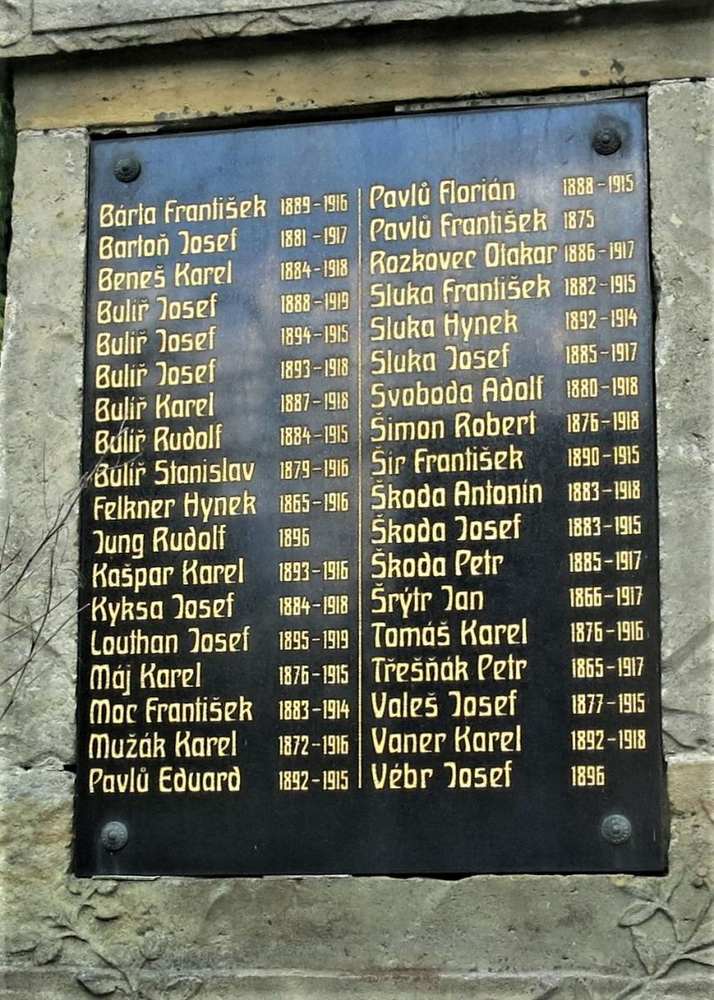 Bárta František 1889-1916
Bartoň Josef 1881-1917
Beneš Karel 1884-1918
Bulíř Josef 1888-1919
Bulíř Josef 1894-1915
Bulíř Josef 1893-1918
Bulíř Karel 1887-1918
Bulíř Rudolf 1884-1915
Bulíř Stanislav 1879-1916
Felkner Hynek 1865-1916
Jung Rudolf 1896
Kašpar Karel 1893-1916
Kyksa Josef 1884-1918
Louthan Josef 1895-1919
Máj Karel 1876-1915
Moc František 1883-1914
Mužák Karel 1872-1916
Pavlů Eduard 1892-1915
Pavlů Florián 1888-1915
Pavlů František 1875
Rozkovec Otakar 1886-1917
Sluka František 1882-1915
Sluka Hynek 1892-1914
Sluka Josef 1885-1917
Svoboda Adolf 1880-1918
Šimon Robert 1876-1918
Šír František 1890-1915
Škoda Antonín 1883-1918
Škoda Josef 1883-1915
Škoda Petr 1885-1917
Šrýtr Jan 1866-1917
Tomáš Karel 1876-1916
Třešňák Petr 1865-1917
Valeš Josef 1877-1915
Vaner Karel 1892-1918
Vébr Josef 1896